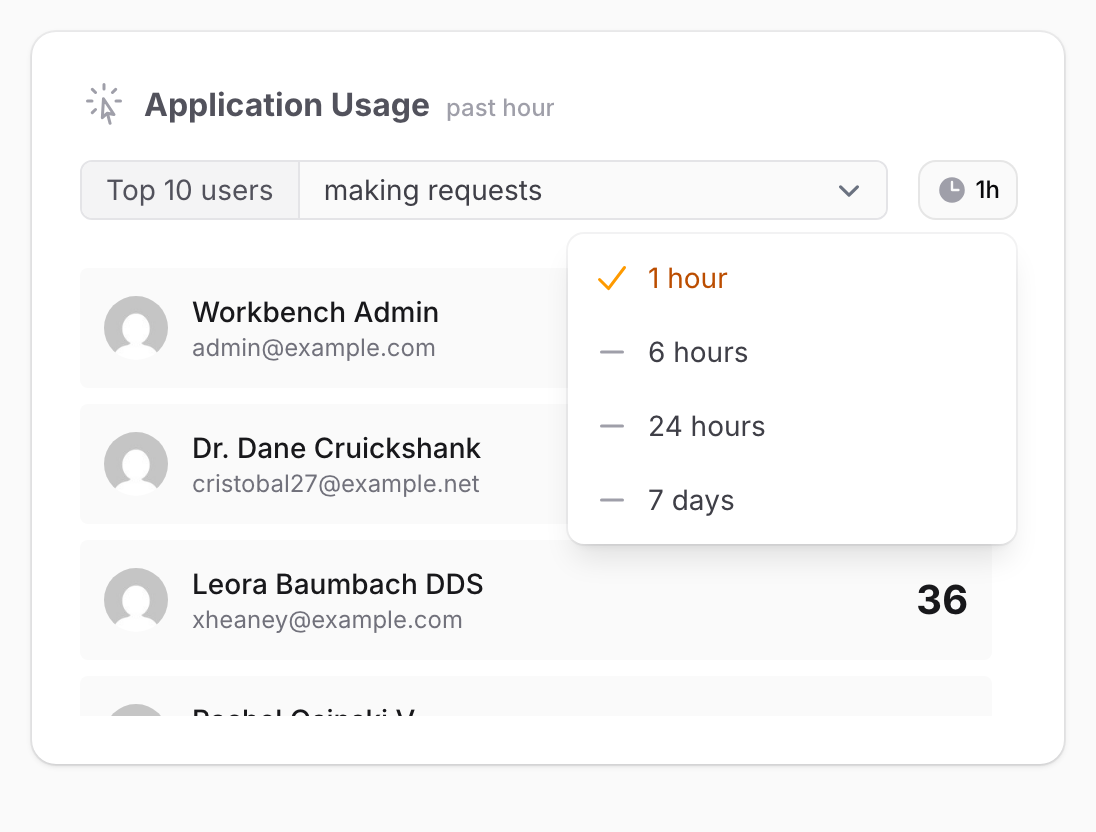 Application Usage past hour
Top 10 users making requests 1h
1 hour
6 hours
24 hours
7 days
Workbench Admin
admin@example.com
Dr. Dane Cruickshank
cristobal27@example.net
Leora Baumbach DDS
xheaney@example.com
36